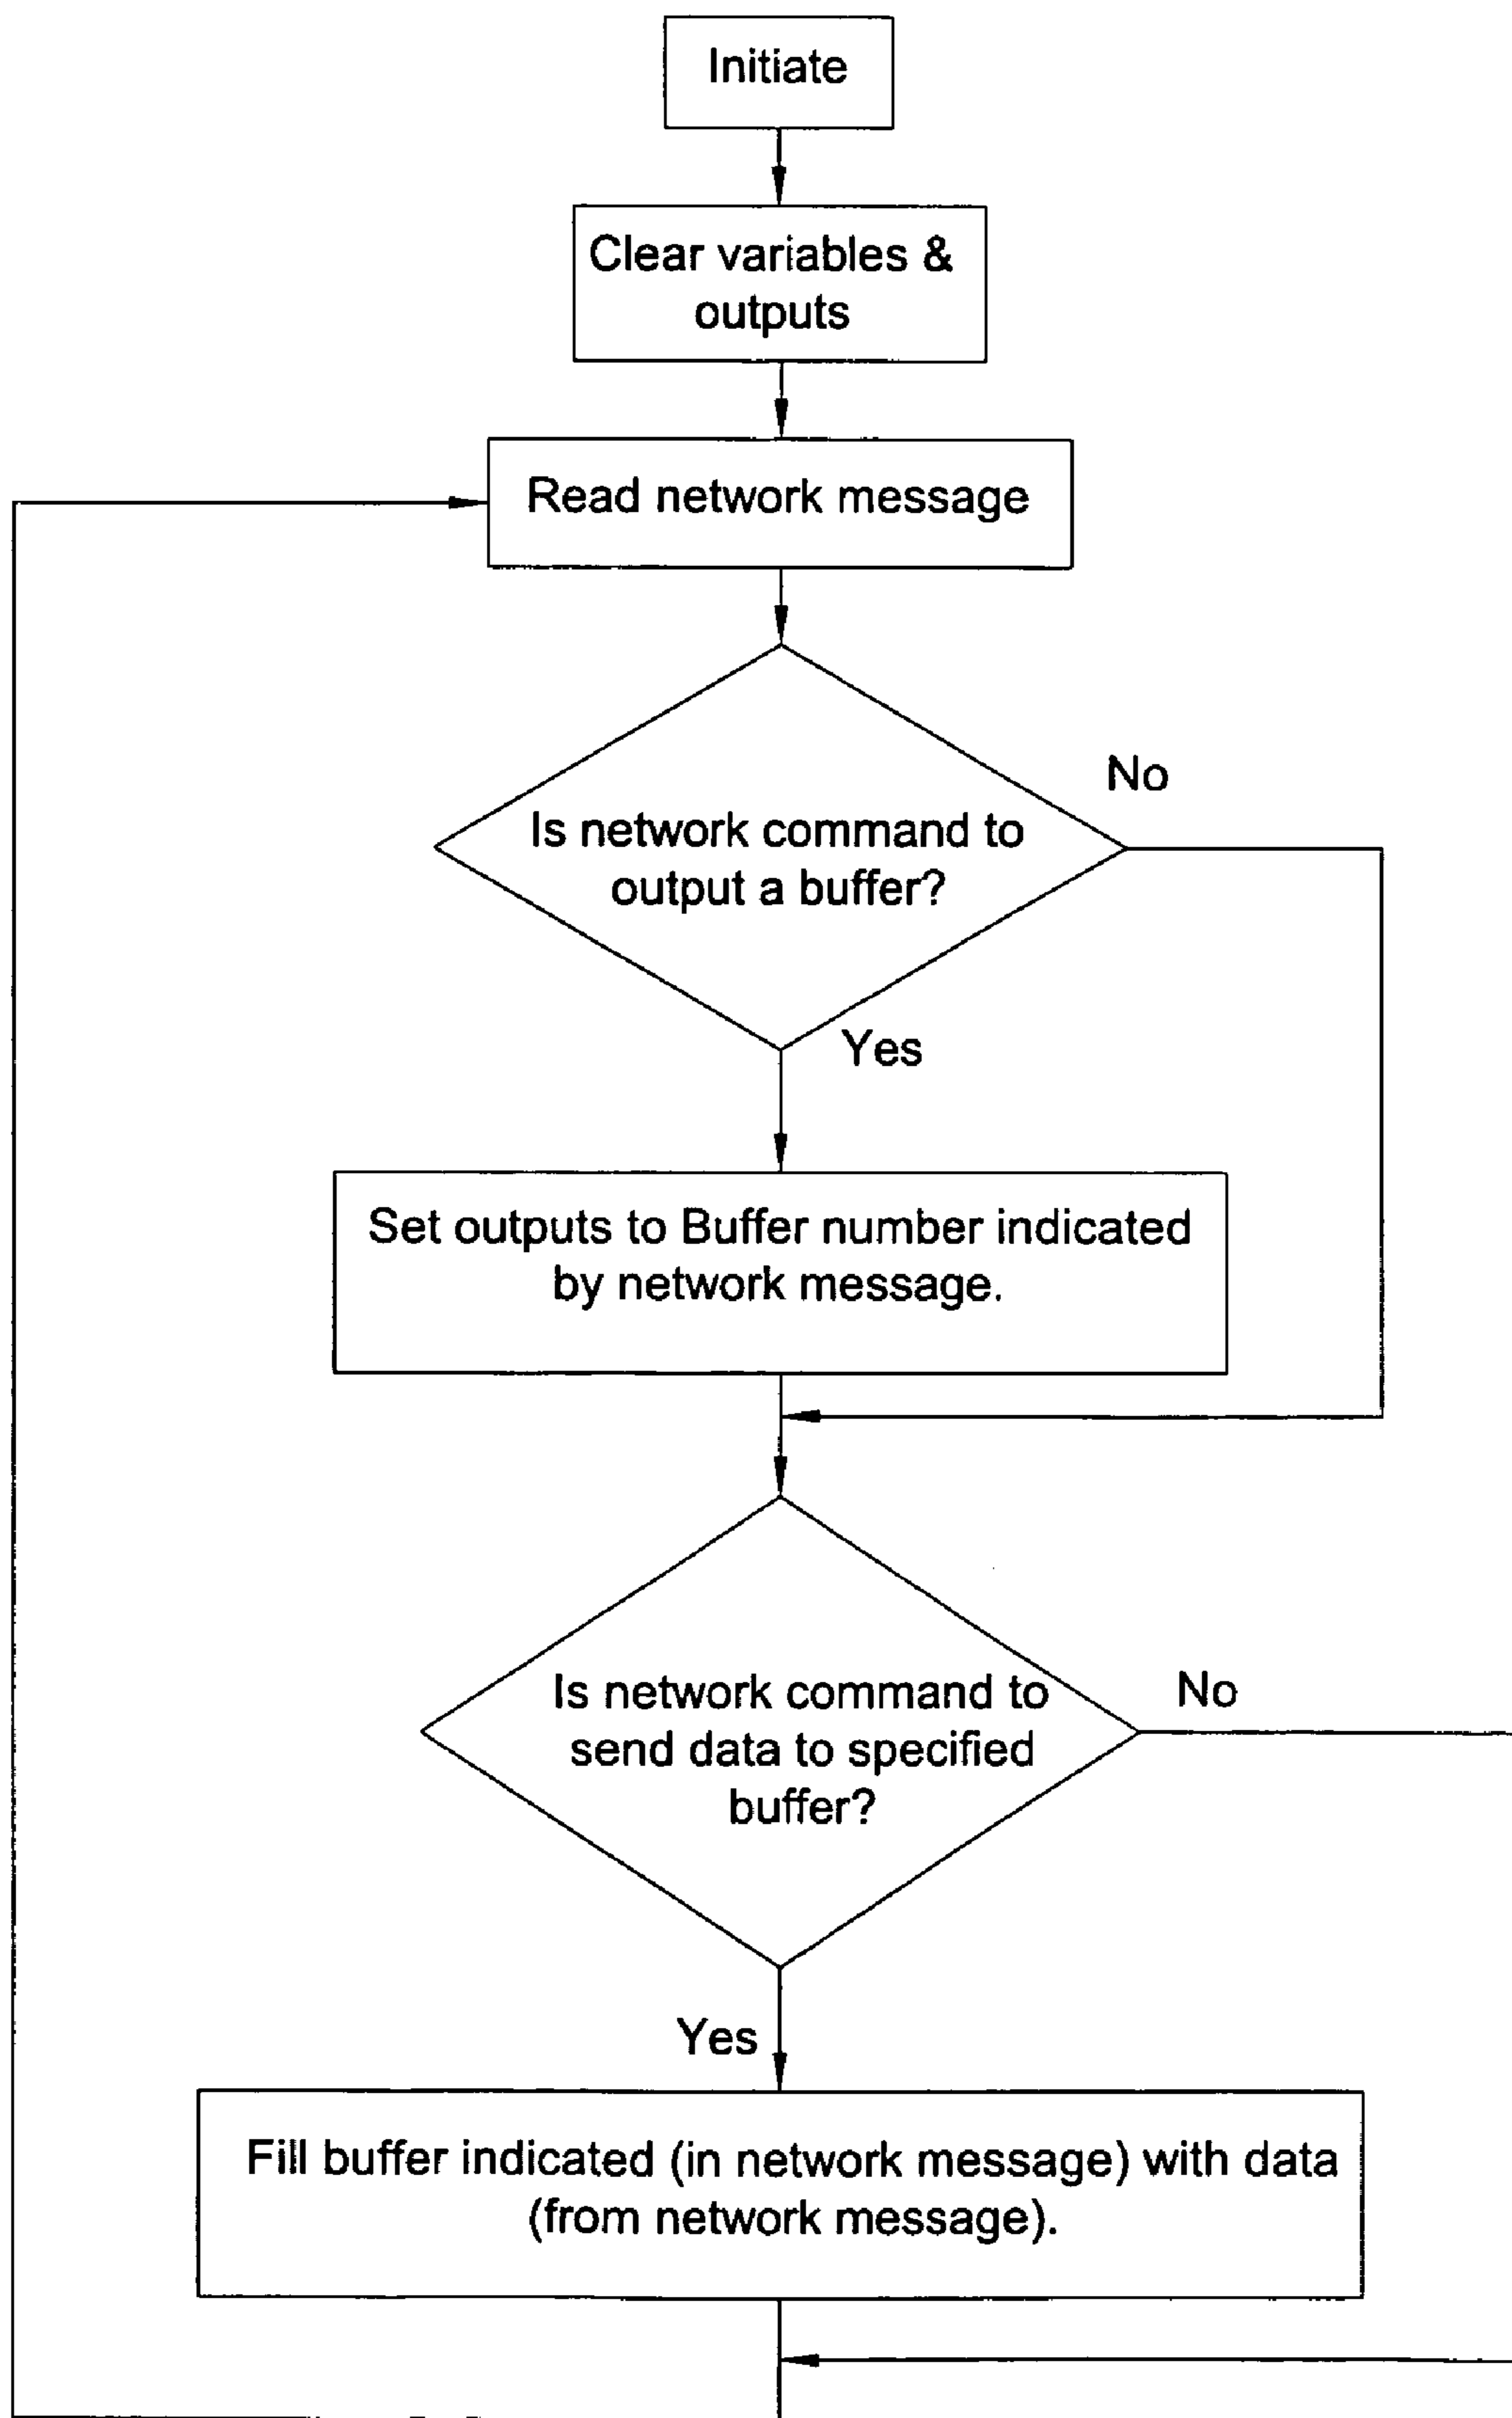 Initiate
Clear variables &
outputs
Read network message
Is network command to
output a buffer?
No
Yes
Set outputs to Buffer number indicated
by network message.
Is network command to
send data to specified
buffer?
No
Yes
Fill buffer indicated (in network message) with data
(from network message).